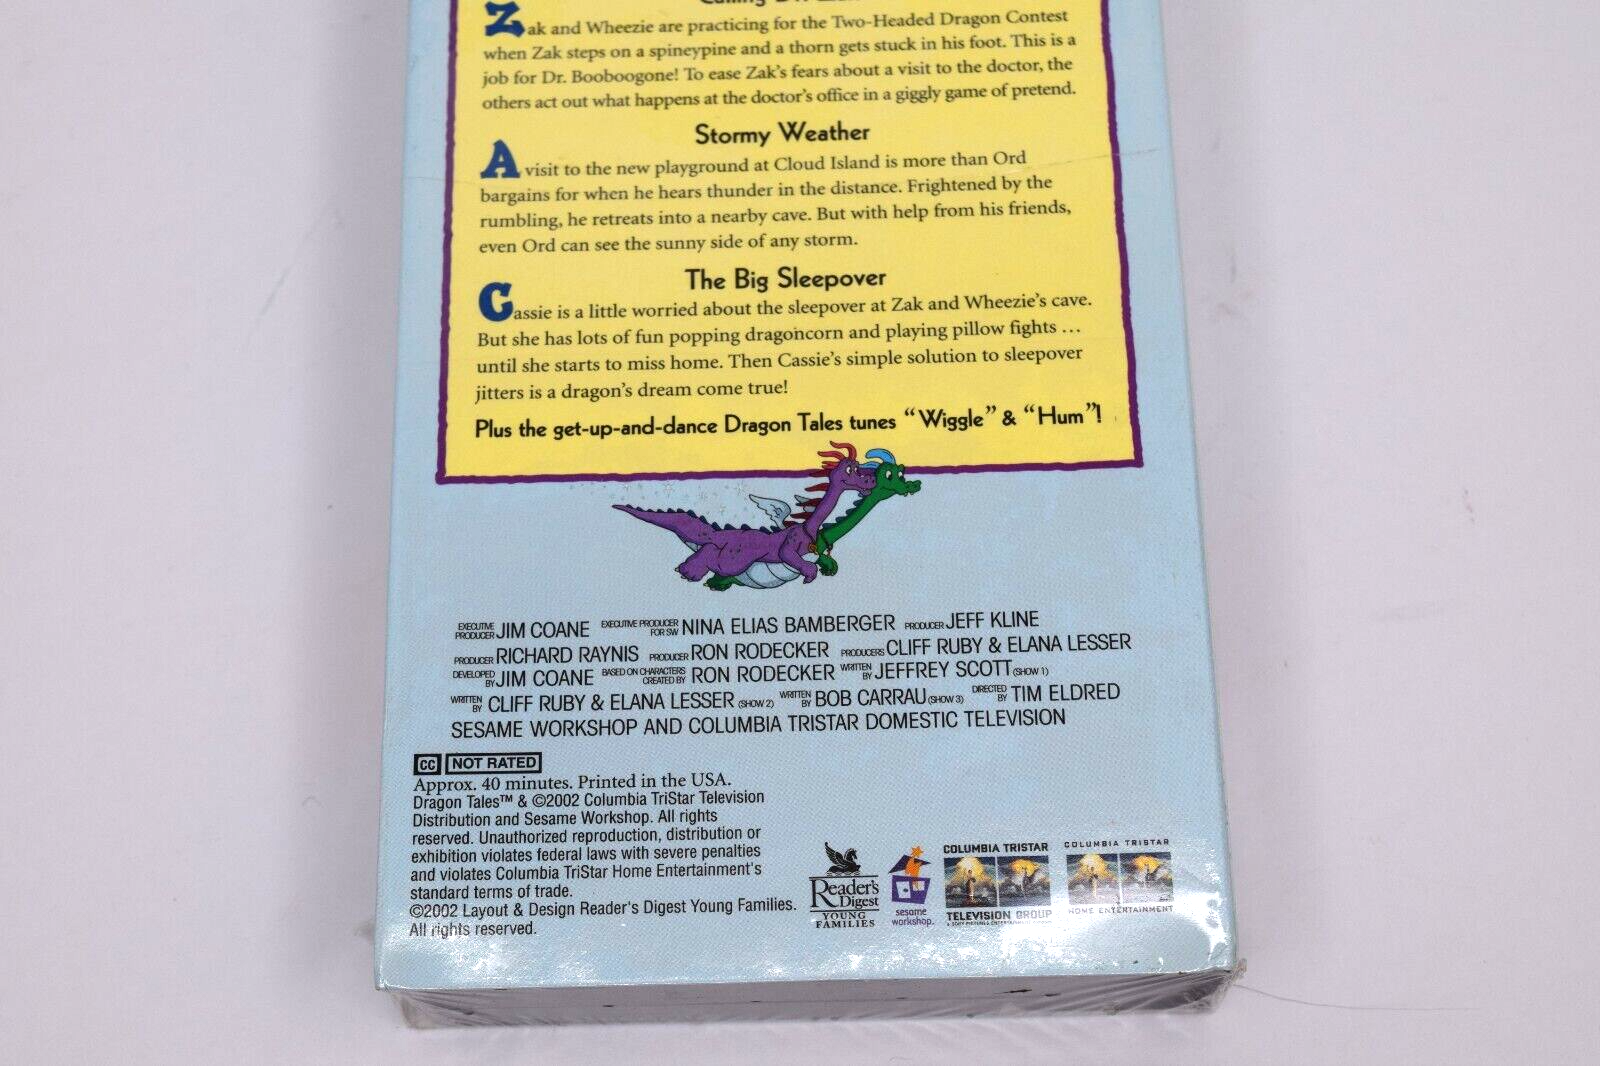 Zak and Wheezie are practicing for the Two-Headed Dragon Contest
when Zak steps on a spineypine and a thorn gets stuck in his foot. This is a
job for Dr. Booboogone! To ease Zak's fears about a visit to the doctor, the
others act out what happens at the doctor's office in a giggly game of pretend.
Stormy Weather
A visit to the new playground at Cloud Island is more than Ord
bargains for when he hears thunder in the distance. Frightened by the
rumbling, he retreats into a nearby cave. But with help from his friends,
even Ord can see the sunny side of any storm.
The Big Sleepover
Cassie is a little worried about the sleepover at Zak and Wheezie's cave.
But she has lots of fun popping dragoncorn and playing pillow fights ...
until she starts to miss home. Then Cassie's simple solution to sleepover
jitters is a dragon's dream come true!
Plus the get-up-and-dance Dragon Tales tunes "Wiggle" & "Hum"!
EXECUTIVE PRODUCER JIM COANE EXECUTIVE PRODUCER FOR SW NINA ELIAS BAMBERGER PRODUCER JEFF KLINE
PRODUCER RICHARD RAYNIS PRODUCER RON RODECKER PRODUCERS CLIFF RUBY & ELANA LESSER
DEVELOPED BY JIM COANE BASED ON CHARACTERS CREATED BY RON RODECKER WRITTEN BY JEFFREY SCOTT (SHOW 1)
WRITTEN BY CLIFF RUBY & ELANA LESSER (SHOW 2) WRITTEN BY BOB CARRAU (SHOW 3) DIRECTED BY TIM ELDRED
SESAME WORKSHOP AND COLUMBIA TRISTAR DOMESTIC TELEVISION
CC NOT RATED
Approx. 40 minutes. Printed in the USA.
Dragon Tales™ & ©2002 Columbia TriStar Television
Distribution and Sesame Workshop. All rights
reserved. Unauthorized reproduction, distribution or
exhibition violates federal laws with severe penalties
and violates Columbia TriStar Home Entertainment's
standard terms of trade.
©2002 Layout & Design Reader's Digest Young Families.
All rights reserved.
Reader's
Digest
YOUNG
FAMILIES
sesame
workshop.
COLUMBIA TRISTAR
TELEVISION GROUP
A SONY PICTURES ENTERTAINMENT COMPANY
COLUMBIA TRISTAR
HOME ENTERTAINMENT